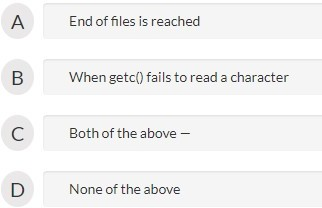 A End of files is reached
B When getc() fails to read a character
C Both of the above —
D None of the above